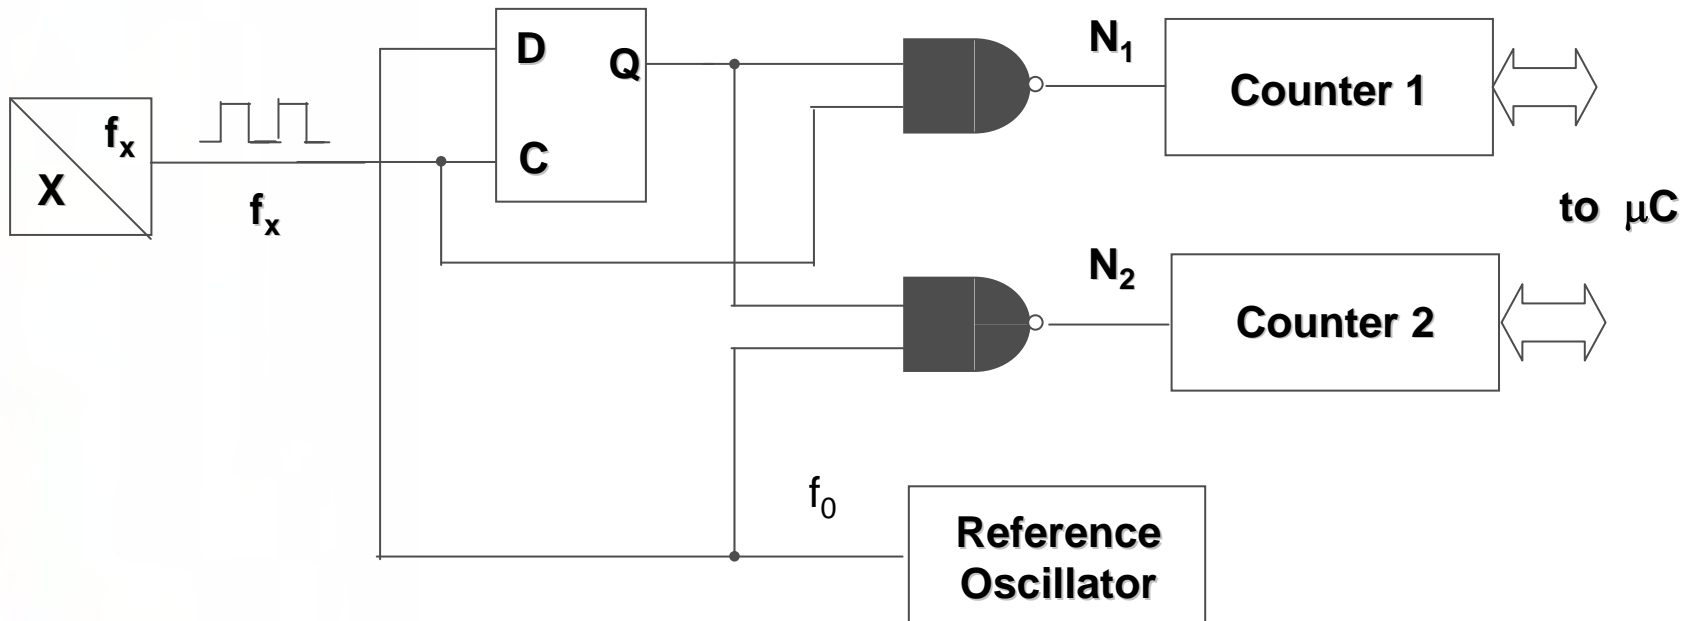 fx
X
fx
D
Q
C
N1
Counter 1
to μC
N2
Counter 2
f0
Reference
Oscillator